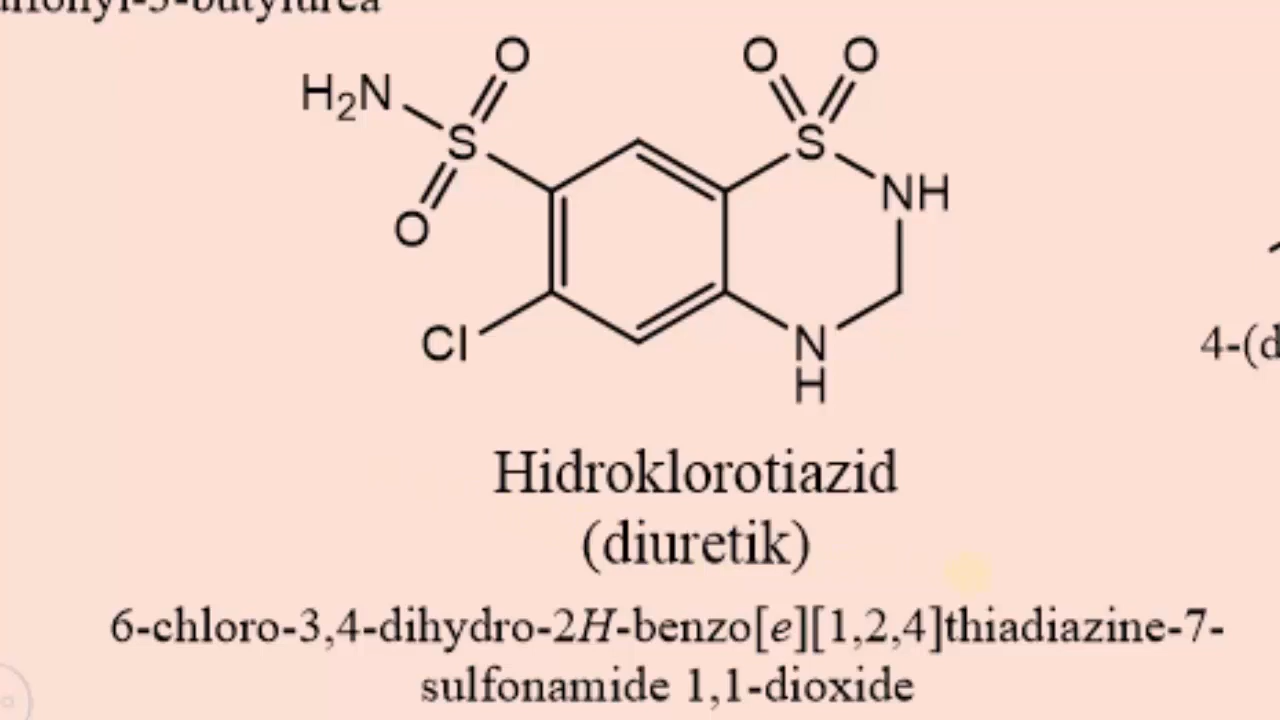 H2N
O
S
O
O
O
S
NH
Cl
N
H
4-(d
Hidroklorotiazid
(diuretik)
6-chloro-3,4-dihydro-2H-benzo[e][1,2,4]thiadiazine-7-
sulfonamide 1,1-dioxide